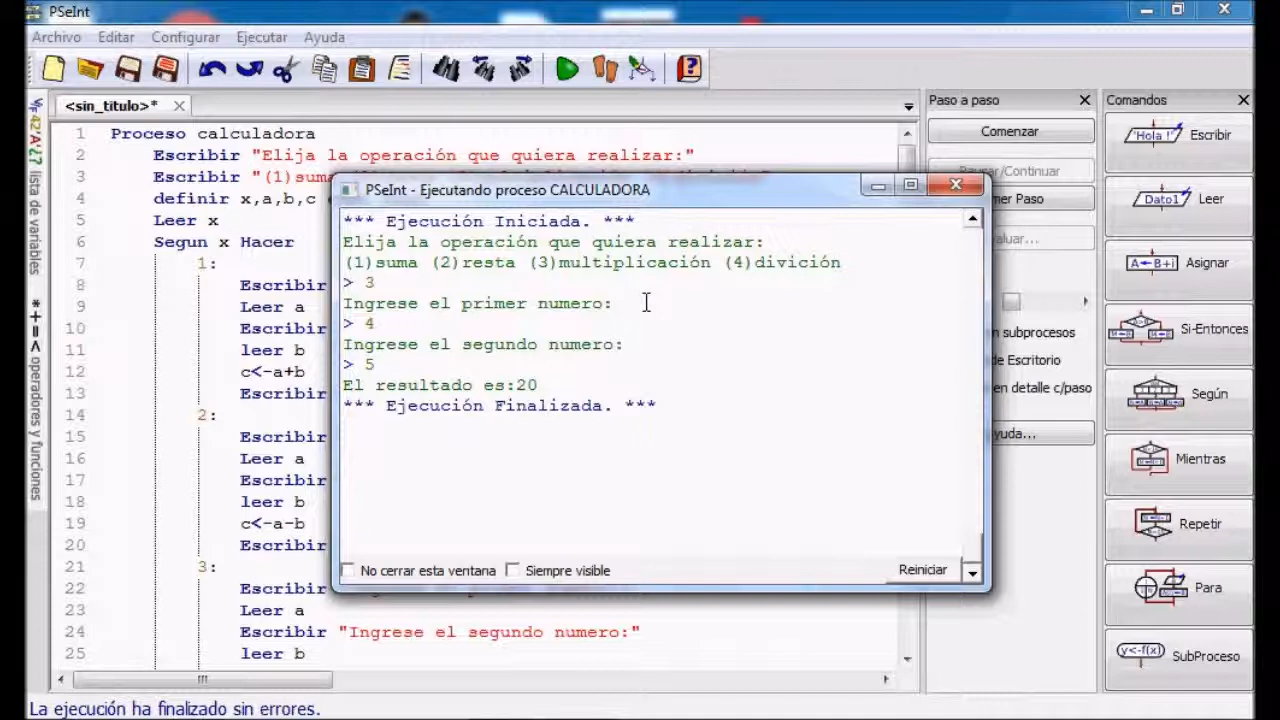 PSeInt
Archivo Editar Configurar Ejecutar Ayuda
<sin_titulo>*
lista de variables
* + = < operadores y funciones
1 Proceso calculadora
2 Escribir "Elija la operación que quiera realizar:"
3 Escribir "(1)suma
4 definir x,a,b,c
5 Leer x
6 Segun x Hacer
7 1:
8 Escribir
9 Leer a
10 Escribir
11 leer b
12 c<-a+b
13 Escribir
14 2:
15 Escribir
16 Leer a
17 Escribir
18 leer b
19 c<-a-b
20 Escribir
21 3:
22 Escribir
23 Leer a
24 Escribir "Ingrese el segundo numero:"
25 leer b
PSeInt - Ejecutando proceso CALCULADORA
*** Ejecución Iniciada. ***
Elija la operación que quiera realizar:
(1)suma (2)resta (3)multiplicación (4)divición
> 3
Ingrese el primer numero:
> 4
Ingrese el segundo numero:
> 5
El resultado es:20
*** Ejecución Finalizada. ***
No cerrar esta ventana Siempre visible Reiniciar
Paso a paso
Comenzar
Pausar/Continuar
mer Paso
aluar...
n subprocesos
de Escritorio
en detalle c/paso
yuda...
Comandos
'Hola !' Escribir
Dato1 Leer
A←B+i Asignar
Si-Entonces
Según
Mientras
Repetir
Para
y<-f(x) SubProceso
La ejecución ha finalizado sin errores.